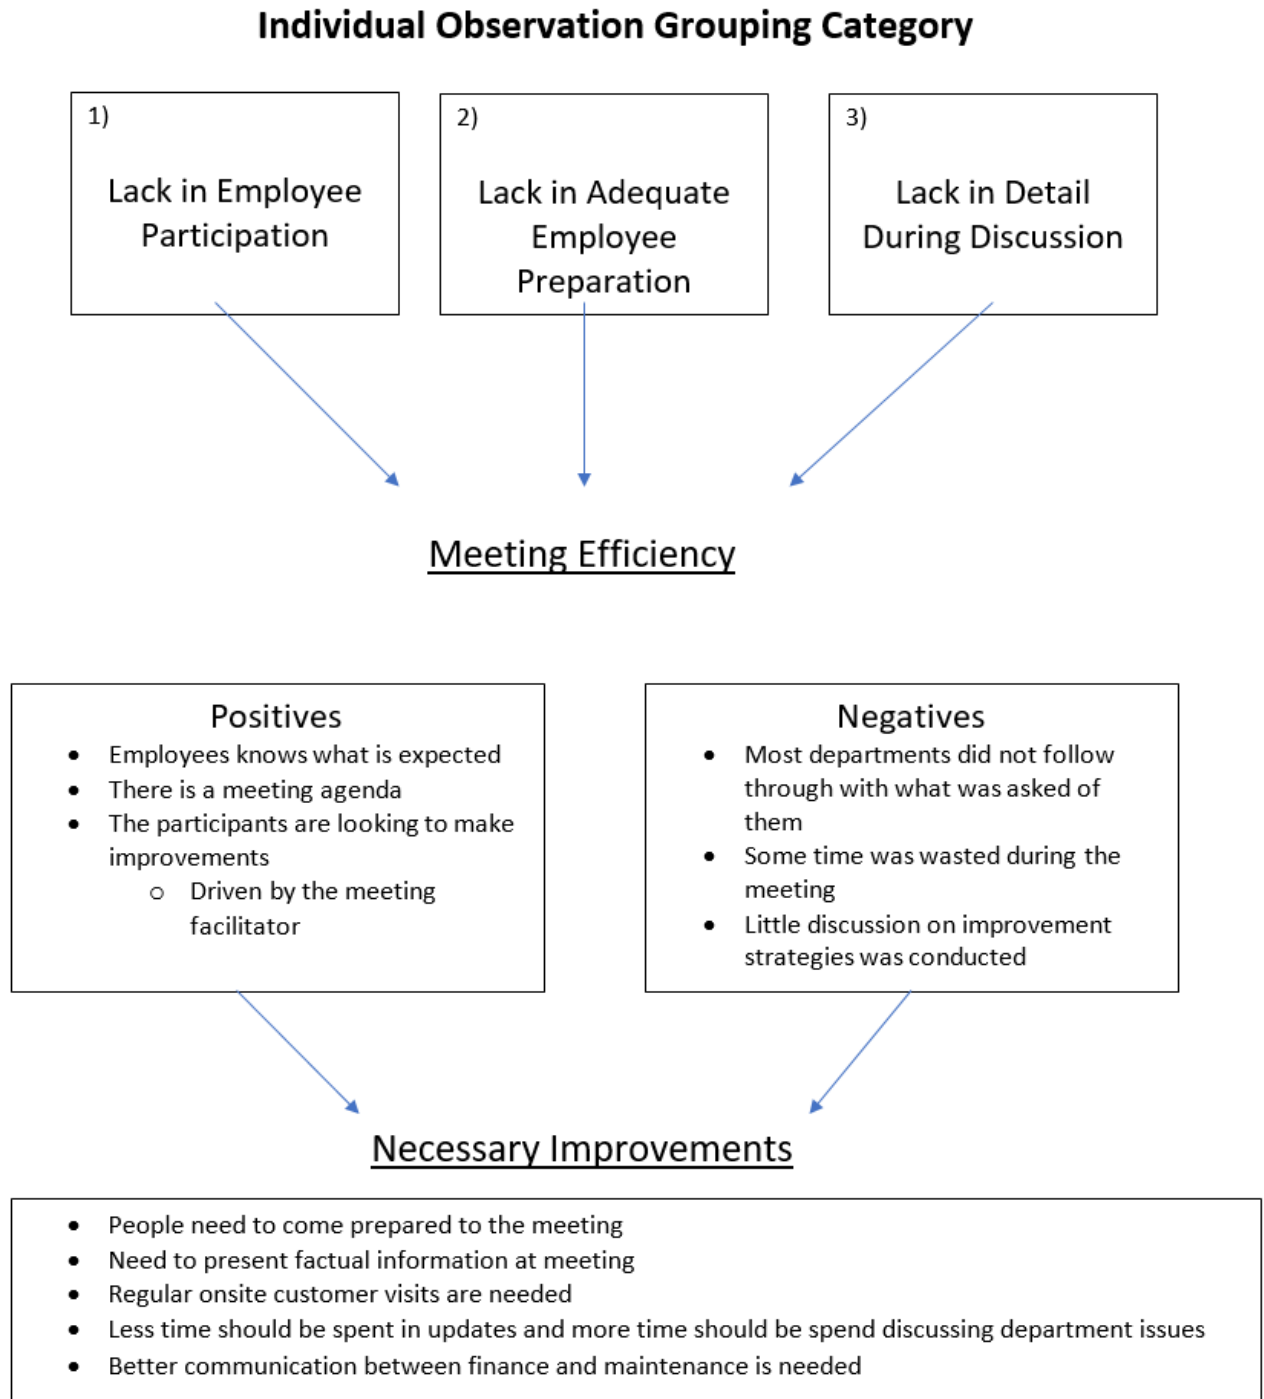 Individual Observation Grouping Category
1)
Lack in Employee
Participation
2)
Lack in Adequate
Employee
Preparation
3)
Lack in Detail
During Discussion
Meeting Efficiency
Positives
• Employees knows what is expected
• There is a meeting agenda
• The participants are looking to make
improvements
o Driven by the meeting
facilitator
Negatives
• Most departments did not follow
through with what was asked of
them
• Some time was wasted during the
meeting
• Little discussion on improvement
strategies was conducted
Necessary Improvements
• People need to come prepared to the meeting
• Need to present factual information at meeting
• Regular onsite customer visits are needed
• Less time should be spent in updates and more time should be spend discussing department issues
• Better communication between finance and maintenance is needed